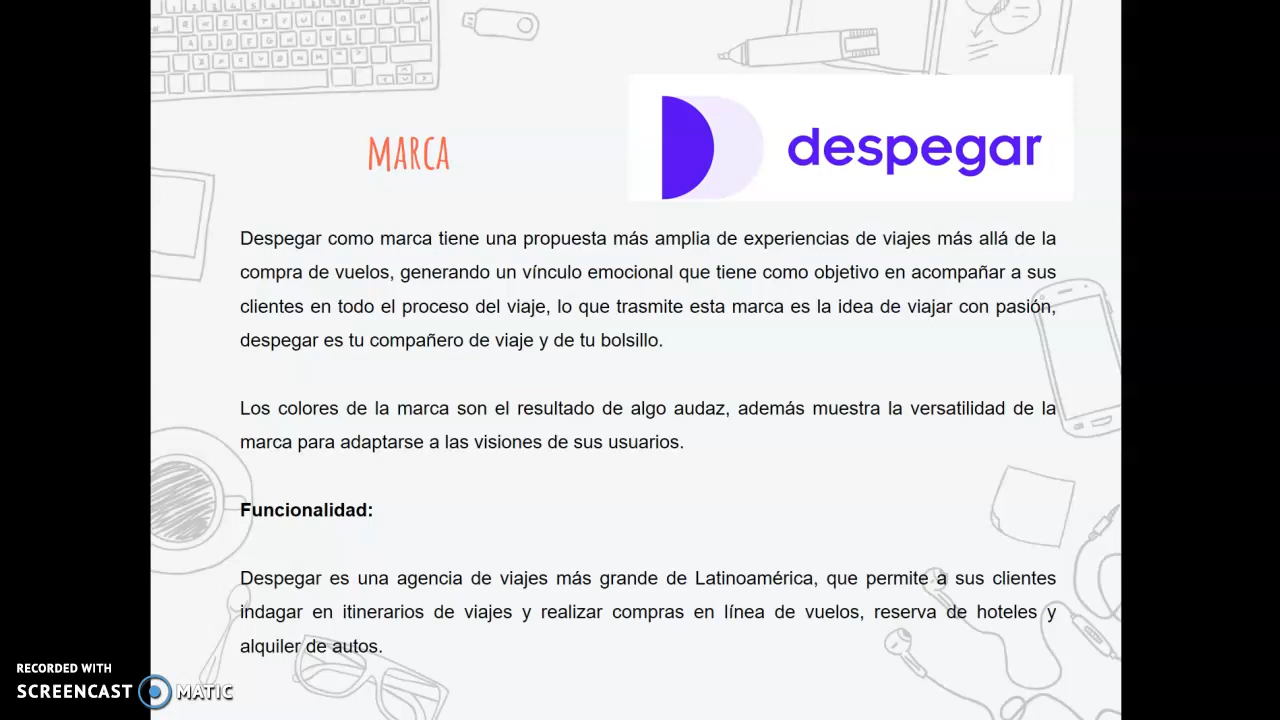 MARCA
despegar
Despegar como marca tiene una propuesta más amplia de experiencias de viajes más allá de la
compra de vuelos, generando un vínculo emocional que tiene como objetivo en acompañar a sus
clientes en todo el proceso del viaje, lo que trasmite esta marca es la idea de viajar con pasión,
despegar es tu compañero de viaje y de tu bolsillo.
Los colores de la marca son el resultado de algo audaz, además muestra la versatilidad de la
marca para adaptarse a las visiones de sus usuarios.
Funcionalidad:
Despegar es una agencia de viajes más grande de Latinoamérica, que permite a sus clientes
indagar en itinerarios de viajes y realizar compras en línea de vuelos, reserva de hoteles y
alquiler de autos.
RECORDED WITH
SCREENCAST MATIC